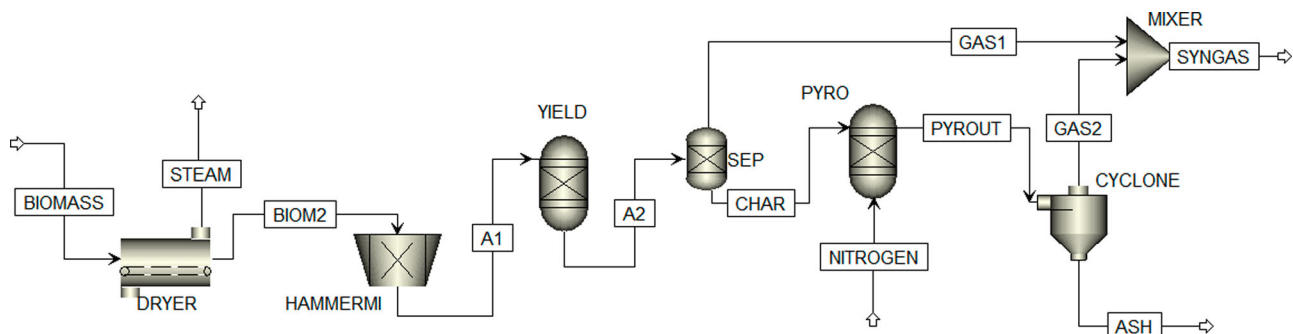 MIXER
GAS1
SYNGAS
PYRO
YIELD
PYROUT
GAS2
SEP
STEAM
CYCLONE
BIOMASS
BIOM2
A1
A2
CHAR
NITROGEN
DRYER
HAMMERMI
ASH